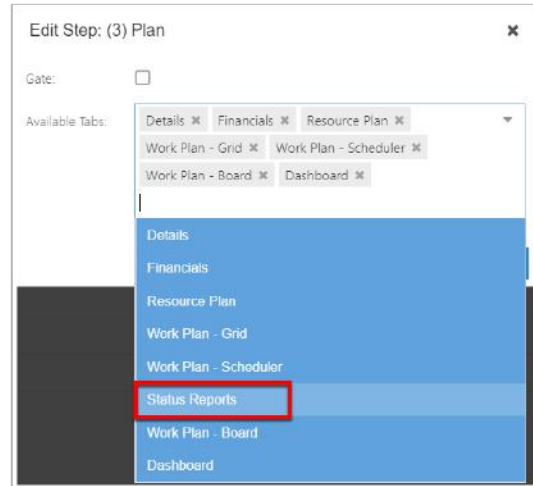 Edit Step: (3) Plan ✖
Gate:
Available Tabs: Details ✖ Financials ✖ Resource Plan ✖
Work Plan - Grid ✖ Work Plan - Scheduler ✖
Work Plan - Board ✖ Dashboard ✖
Details
Financials
Resource Plan
Work Plan - Grid
Work Plan - Scheduler
Status Reports
Work Plan - Board
Dashboard